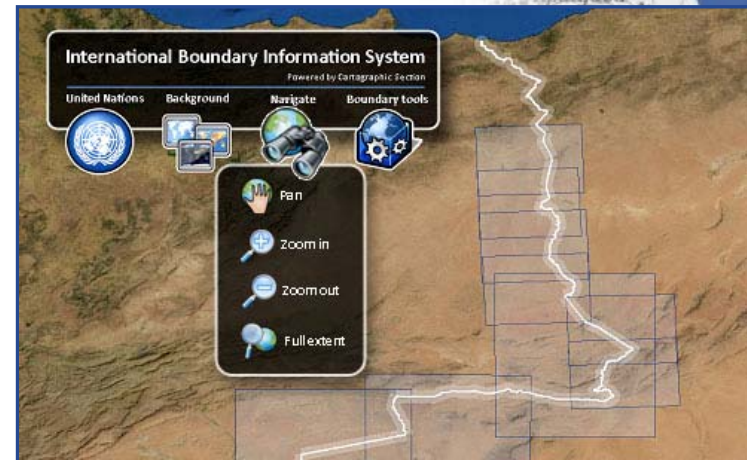 International Boundary Information System
Powered by Cartographic Section
United Nations Background Navigate Boundary tools
Pan
Zoom in
Zoom out
Full extent